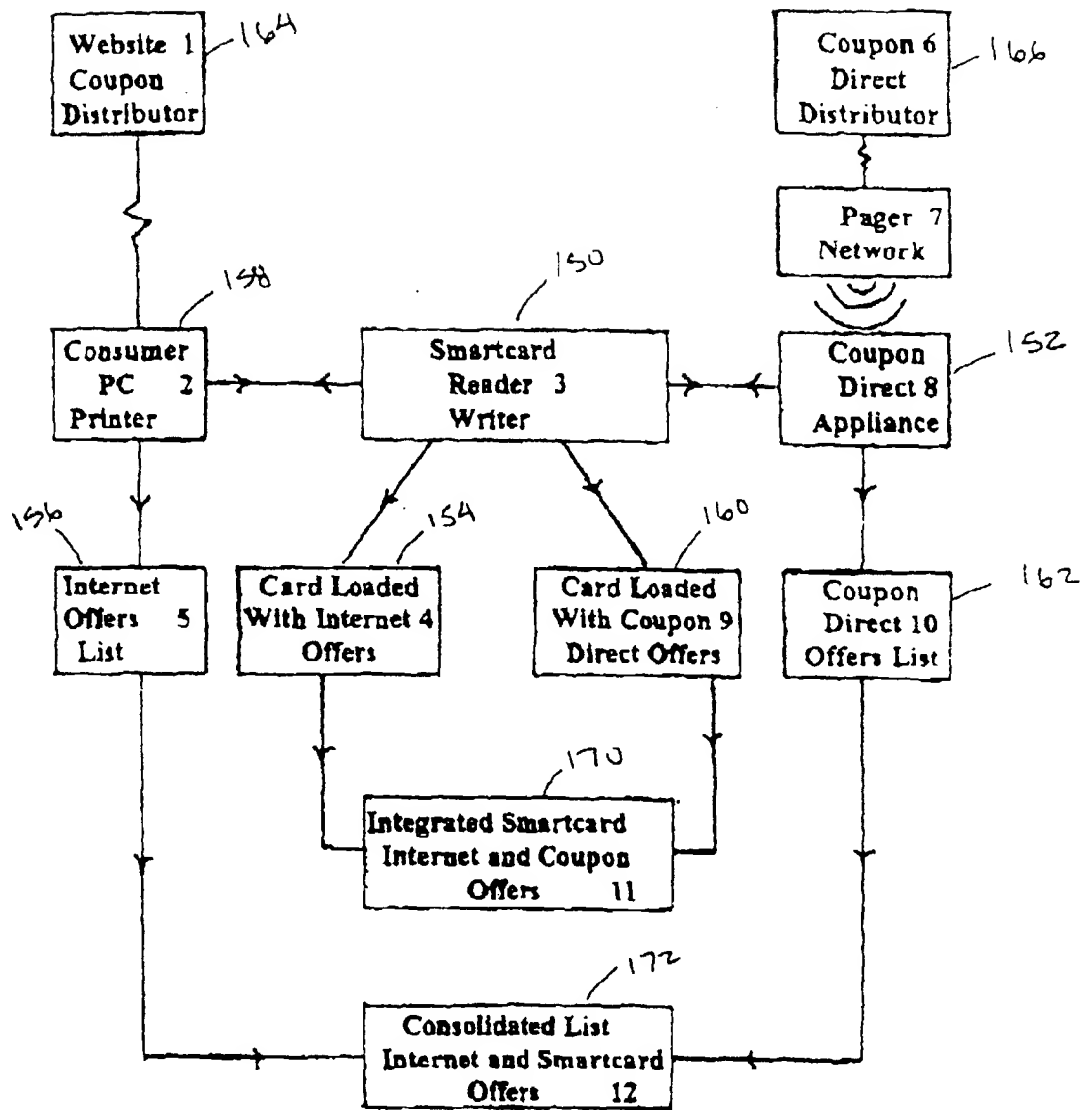 Website 1
Coupon
Distributor
164
Coupon 6
Direct
Distributor
166
Pager 7
Network
158
150
152
Consumer
PC 2
Printer
Smartcard
Reader 3
Writer
Coupon
Direct 8
Appliance
156
154
160
162
Internet
Offers 5
List
Card Loaded
With Internet 4
Offers
Card Loaded
With Coupon 9
Direct Offers
Coupon
Direct 10
Offers List
170
Integrated Smartcard
Internet and Coupon
Offers 11
172
Consolidated List
Internet and Smartcard
Offers 12